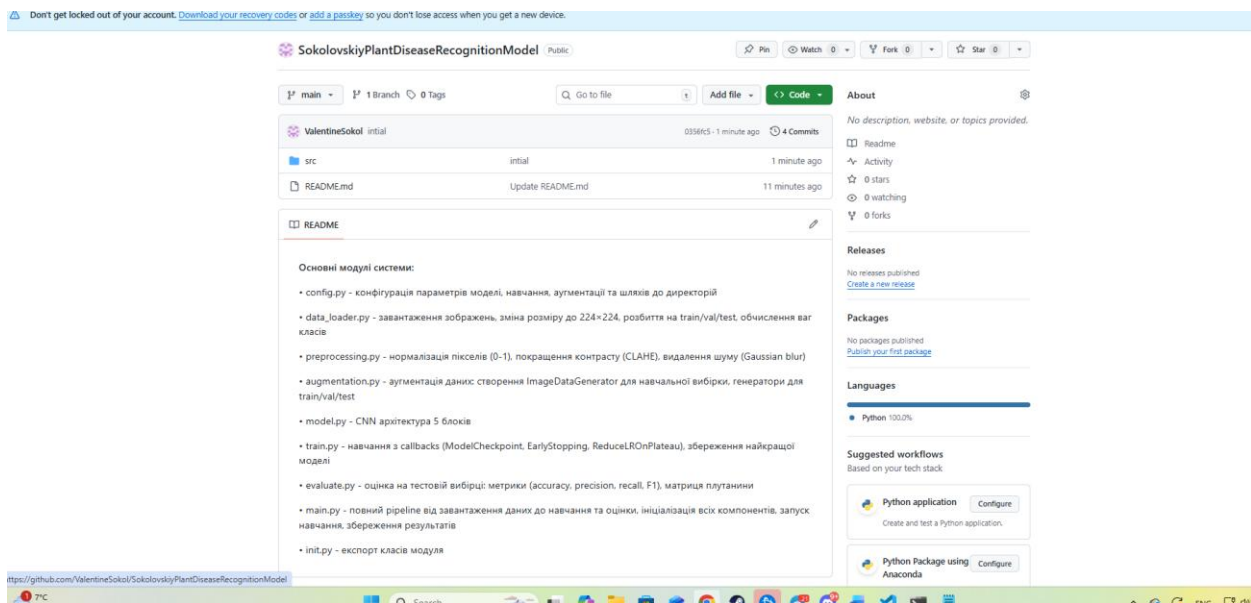 Don't get locked out of your account. Download your recovery codes or add a passkey so you don't lose access when you get a new device.
SokolovskiyPlantDiseaseRecognitionModel Public
Pin Watch 0 Fork 0 Star 0
main 1 Branch 0 Tags Go to file t Add file Code
ValentineSokol intial 0356fc5 · 1 minute ago 4 Commits
src intial 1 minute ago
README.md Update README.md 11 minutes ago
README
Основні модулі системи:
• config.py - конфігурація параметрів моделі, навчання, аугментації та шляхів до директорій
• data_loader.py - завантаження зображень, зміна розміру до 224×224, розбиття на train/val/test, обчислення ваг
класів
• preprocessing.py - нормалізація пікселів (0-1), покращення контрасту (CLAHE), видалення шуму (Gaussian blur)
• augmentation.py - аугментація даних: створення ImageDataGenerator для навчальної вибірки, генератори для
train/val/test
• model.py - CNN архітектура 5 блоків
• train.py - навчання з callbacks (ModelCheckpoint, EarlyStopping, ReduceLROnPlateau), збереження найкращої
моделі
• evaluate.py - оцінка на тестовій вибірці: метрики (accuracy, precision, recall, F1), матриця плутанини
• main.py - повний pipeline від завантаження даних до навчання та оцінки, ініціалізація всіх компонентів, запуск
навчання, збереження результатів
• init.py - експорт класів модуля
About
No description, website, or topics provided.
Readme
Activity
0 stars
0 watching
0 forks
Releases
No releases published
Create a new release
Packages
No packages published
Publish your first package
Languages
Python 100.0%
Suggested workflows
Based on your tech stack
Python application Configure
Create and test a Python application.
Python Package using Configure
Anaconda
https://github.com/ValentineSokol/SokolovskiyPlantDiseaseRecognitionModel
1 7°C Search ENG